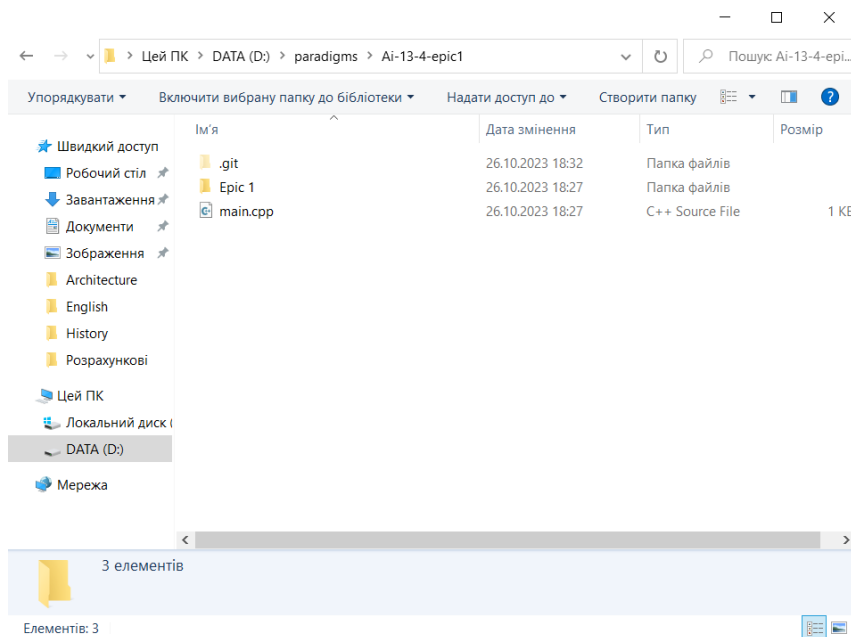 Цей ПК > DATA (D:) > paradigms > Ai-13-4-epic1
Пошук: Ai-13-4-epi...
Упорядкувати Включити вибрану папку до бібліотеки Надати доступ до Створити папку
Ім'я Дата змінення Тип Розмір
Швидкий доступ
Робочий стіл
Завантаження
Документи
Зображення
Architecture
English
History
Розрахункові
Цей ПК
Локальний диск (
DATA (D:)
Мережа
.git 26.10.2023 18:32 Папка файлів
Epic 1 26.10.2023 18:27 Папка файлів
main.cpp 26.10.2023 18:27 C++ Source File 1 КБ
3 елементів
Елементів: 3